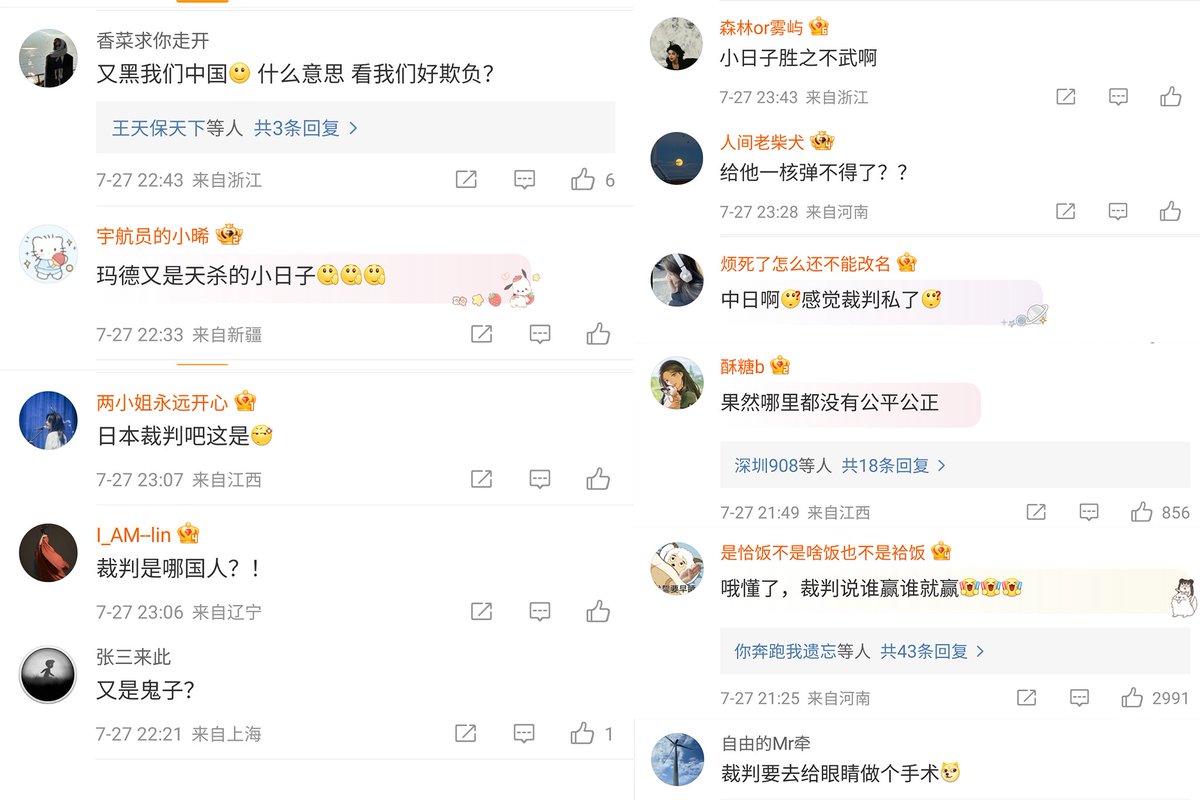 香菜求你走开
又黑我们中国 什么意思 看我们好欺负？
王天保天下等人 共3条回复 >
7-27 22:43 来自浙江 6
宇航员的小晞
玛德又是天杀的小日子
7-27 22:33 来自新疆
两小姐永远开心
日本裁判吧这是
7-27 23:07 来自江西
I_AM--lin
裁判是哪国人？！
7-27 23:06 来自辽宁
张三来此
又是鬼子？
7-27 22:21 来自上海 1
森林or雾屿
小日子胜之不武啊
7-27 23:43 来自浙江
人间老柴犬
给他一核弹不得了？？
7-27 23:28 来自河南
烦死了怎么还不能改名
中日啊感觉裁判私了
酥糖b
果然哪里都没有公平公正
深圳908等人 共18条回复 >
7-27 21:49 来自江西 856
是恰饭不是啥饭也不是袷饭
哦懂了，裁判说谁赢谁就赢
你奔跑我遗忘等人 共43条回复 >
7-27 21:25 来自河南 2991
自由的Mr牵
裁判要去给眼睛做个手术